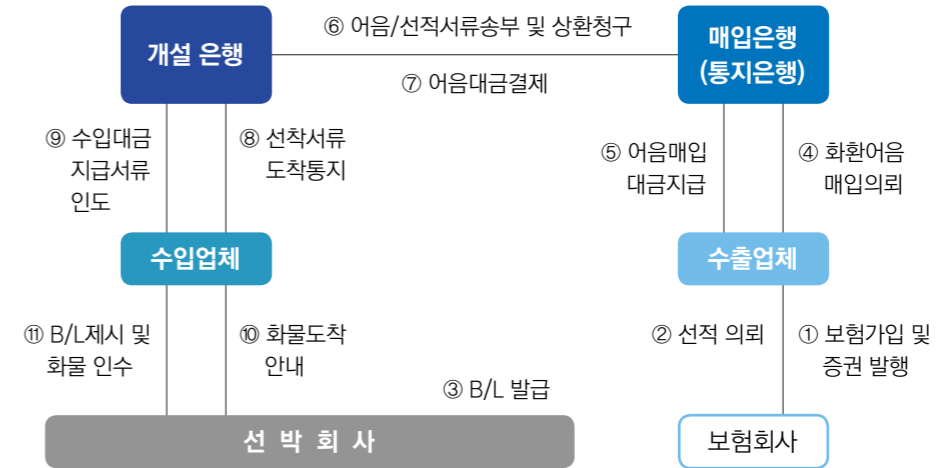 ⑥ 어음/선적서류송부 및 상환청구
개설 은행
매입은행
(통지은행)
⑦ 어음대금결제
⑨ 수입대금
지급서류
인도
⑧ 선착서류
도착통지
⑤ 어음매입
대금지급
④ 화환어음
매입의뢰
수입업체
수출업체
⑪ B/L제시 및
화물 인수
⑩ 화물도착
안내
② 선적 의뢰
① 보험가입 및
증권 발행
③ B/L 발급
선 박 회 사
보험회사